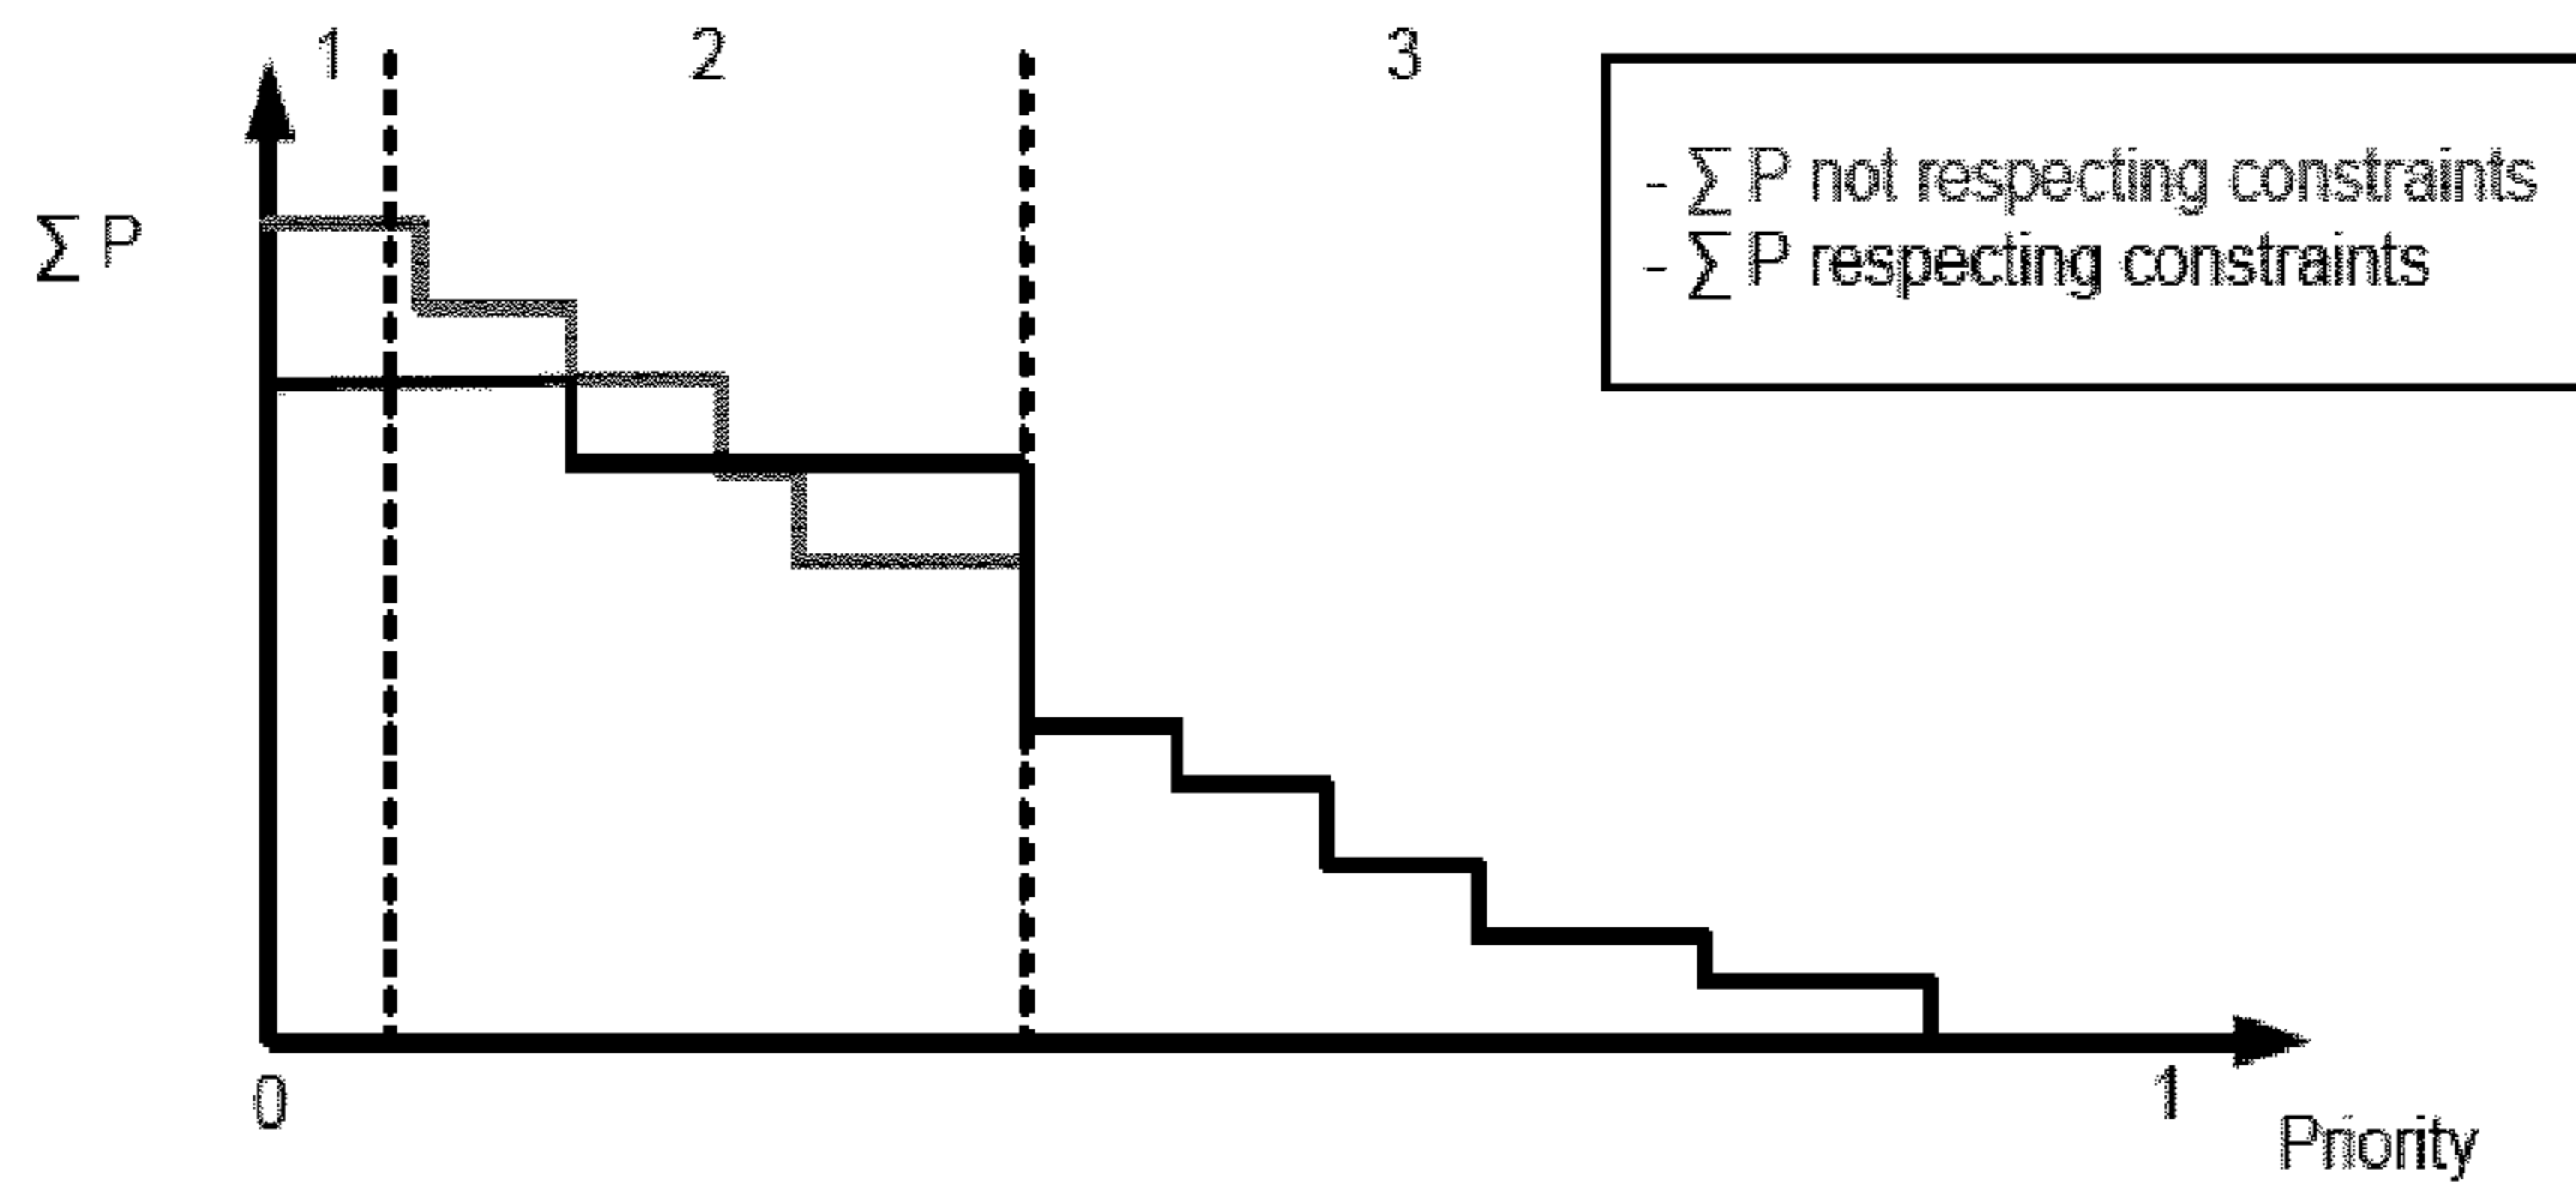 1 2 3
- ∑ P not respecting constraints
∑ P
- ∑ P respecting constraints
0 1
Priority